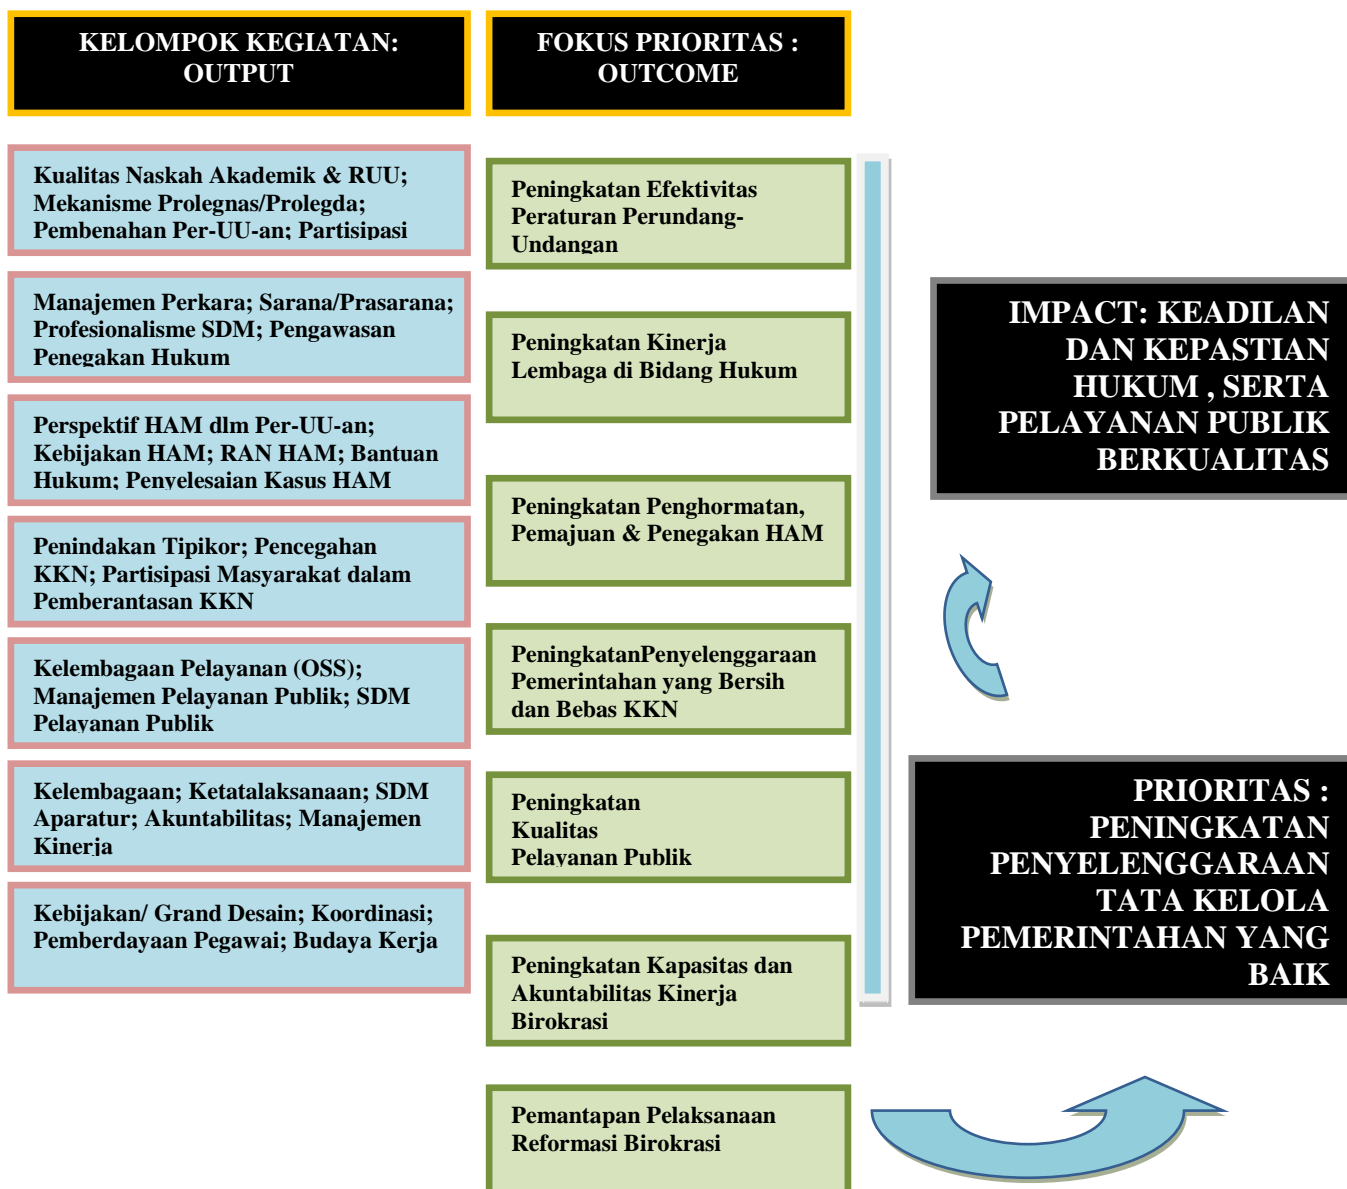 KELOMPOK KEGIATAN:
OUTPUT
FOKUS PRIORITAS :
OUTCOME
Kualitas Naskah Akademik & RUU;
Mekanisme Prolegnas/Prolegda;
Pembenahan Per-UU-an; Partisipasi
Manajemen Perkara; Sarana/Prasarana;
Profesionalisme SDM; Pengawasan
Penegakan Hukum
Perspektif HAM dlm Per-UU-an;
Kebijakan HAM; RAN HAM; Bantuan
Hukum; Penyelesaian Kasus HAM
Penindakan Tipikor; Pencegahan
KKN; Partisipasi Masyarakat dalam
Pemberantasan KKN
Kelembagaan Pelayanan (OSS);
Manajemen Pelayanan Publik; SDM
Pelayanan Publik
Kelembagaan; Ketatalaksanaan; SDM
Aparatur; Akuntabilitas; Manajemen
Kinerja
Kebijakan/ Grand Desain; Koordinasi;
Pemberdayaan Pegawai; Budaya Kerja
Peningkatan Efektivitas
Peraturan Perundang-
Undangan
Peningkatan Kinerja
Lembaga di Bidang Hukum
Peningkatan Penghormatan,
Pemajuan & Penegakan HAM
PeningkatanPenyelenggaraan
Pemerintahan yang Bersih
dan Bebas KKN
Peningkatan
Kualitas
Pelayanan Publik
Peningkatan Kapasitas dan
Akuntabilitas Kinerja
Birokrasi
Pemantapan Pelaksanaan
Reformasi Birokrasi
IMPACT: KEADILAN
DAN KEPASTIAN
HUKUM , SERTA
PELAYANAN PUBLIK
BERKUALITAS
PRIORITAS :
PENINGKATAN
PENYELENGGARAAN
TATA KELOLA
PEMERINTAHAN YANG
BAIK